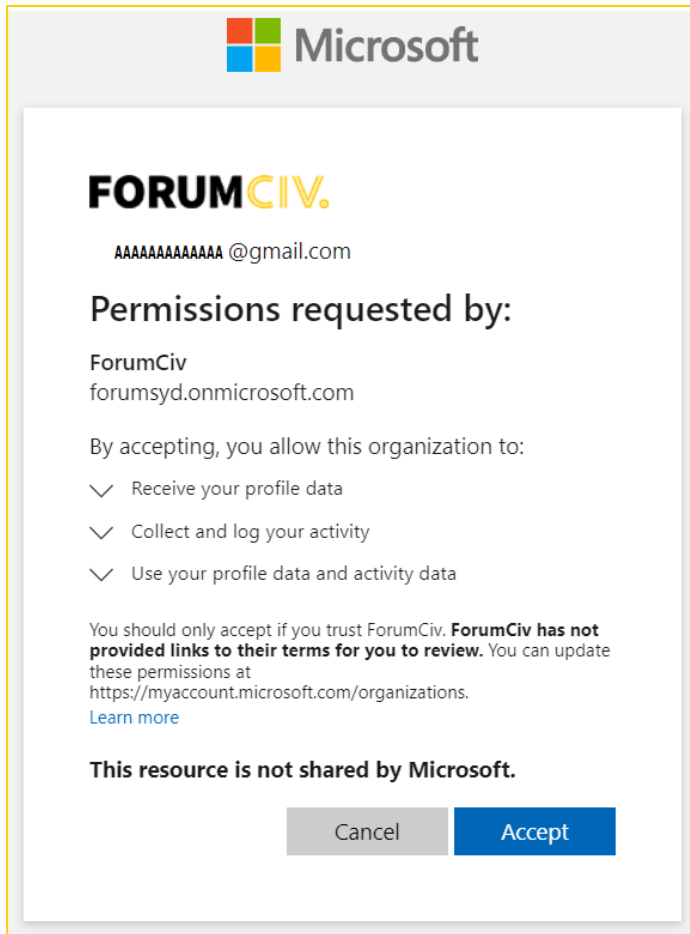 Microsoft
FORUMCIV.
AAAAAAAAAAAAA @gmail.com
Permissions requested by:
ForumCiv
forumsyd.onmicrosoft.com
By accepting, you allow this organization to:
Receive your profile data
Collect and log your activity
Use your profile data and activity data
You should only accept if you trust ForumCiv. ForumCiv has not
provided links to their terms for you to review. You can update
these permissions at
https://myaccount.microsoft.com/organizations.
Learn more
This resource is not shared by Microsoft.
Cancel
Accept